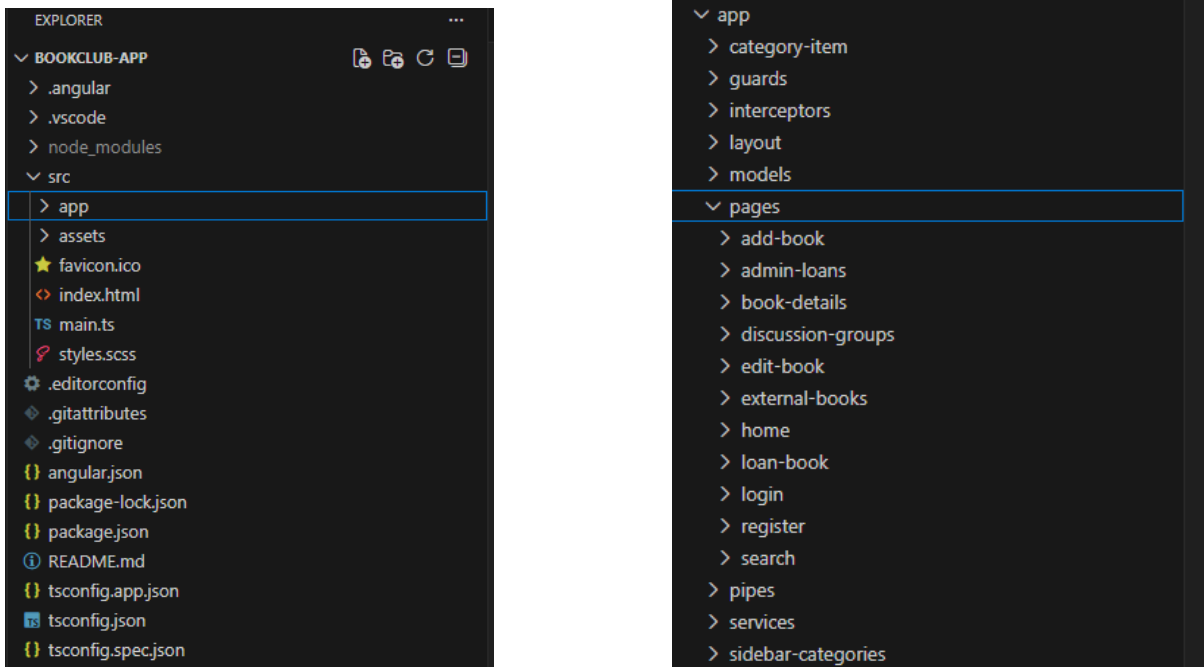 EXPLORER
BOOKCLUB-APP
.angular
.vscode
node_modules
src
app
assets
favicon.ico
index.html
TS main.ts
styles.scss
.editorconfig
.gitattributes
.gitignore
{} angular.json
{} package-lock.json
{} package.json
README.md
{} tsconfig.app.json
TS tsconfig.json
{} tsconfig.spec.json
app
category-item
guards
interceptors
layout
models
pages
add-book
admin-loans
book-details
discussion-groups
edit-book
external-books
home
loan-book
login
register
search
pipes
services
sidebar-categories